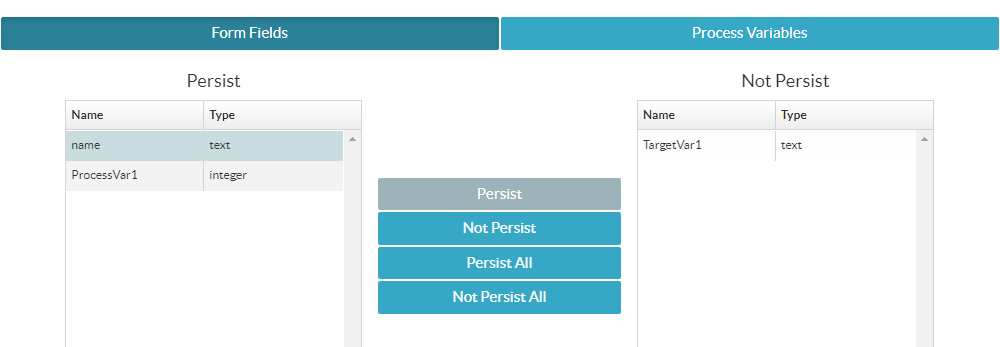 Form Fields Process Variables
Persist Not Persist
Name Type Name Type
name text TargetVar1 text
ProcessVar1 integer
Persist
Not Persist
Persist All
Not Persist All